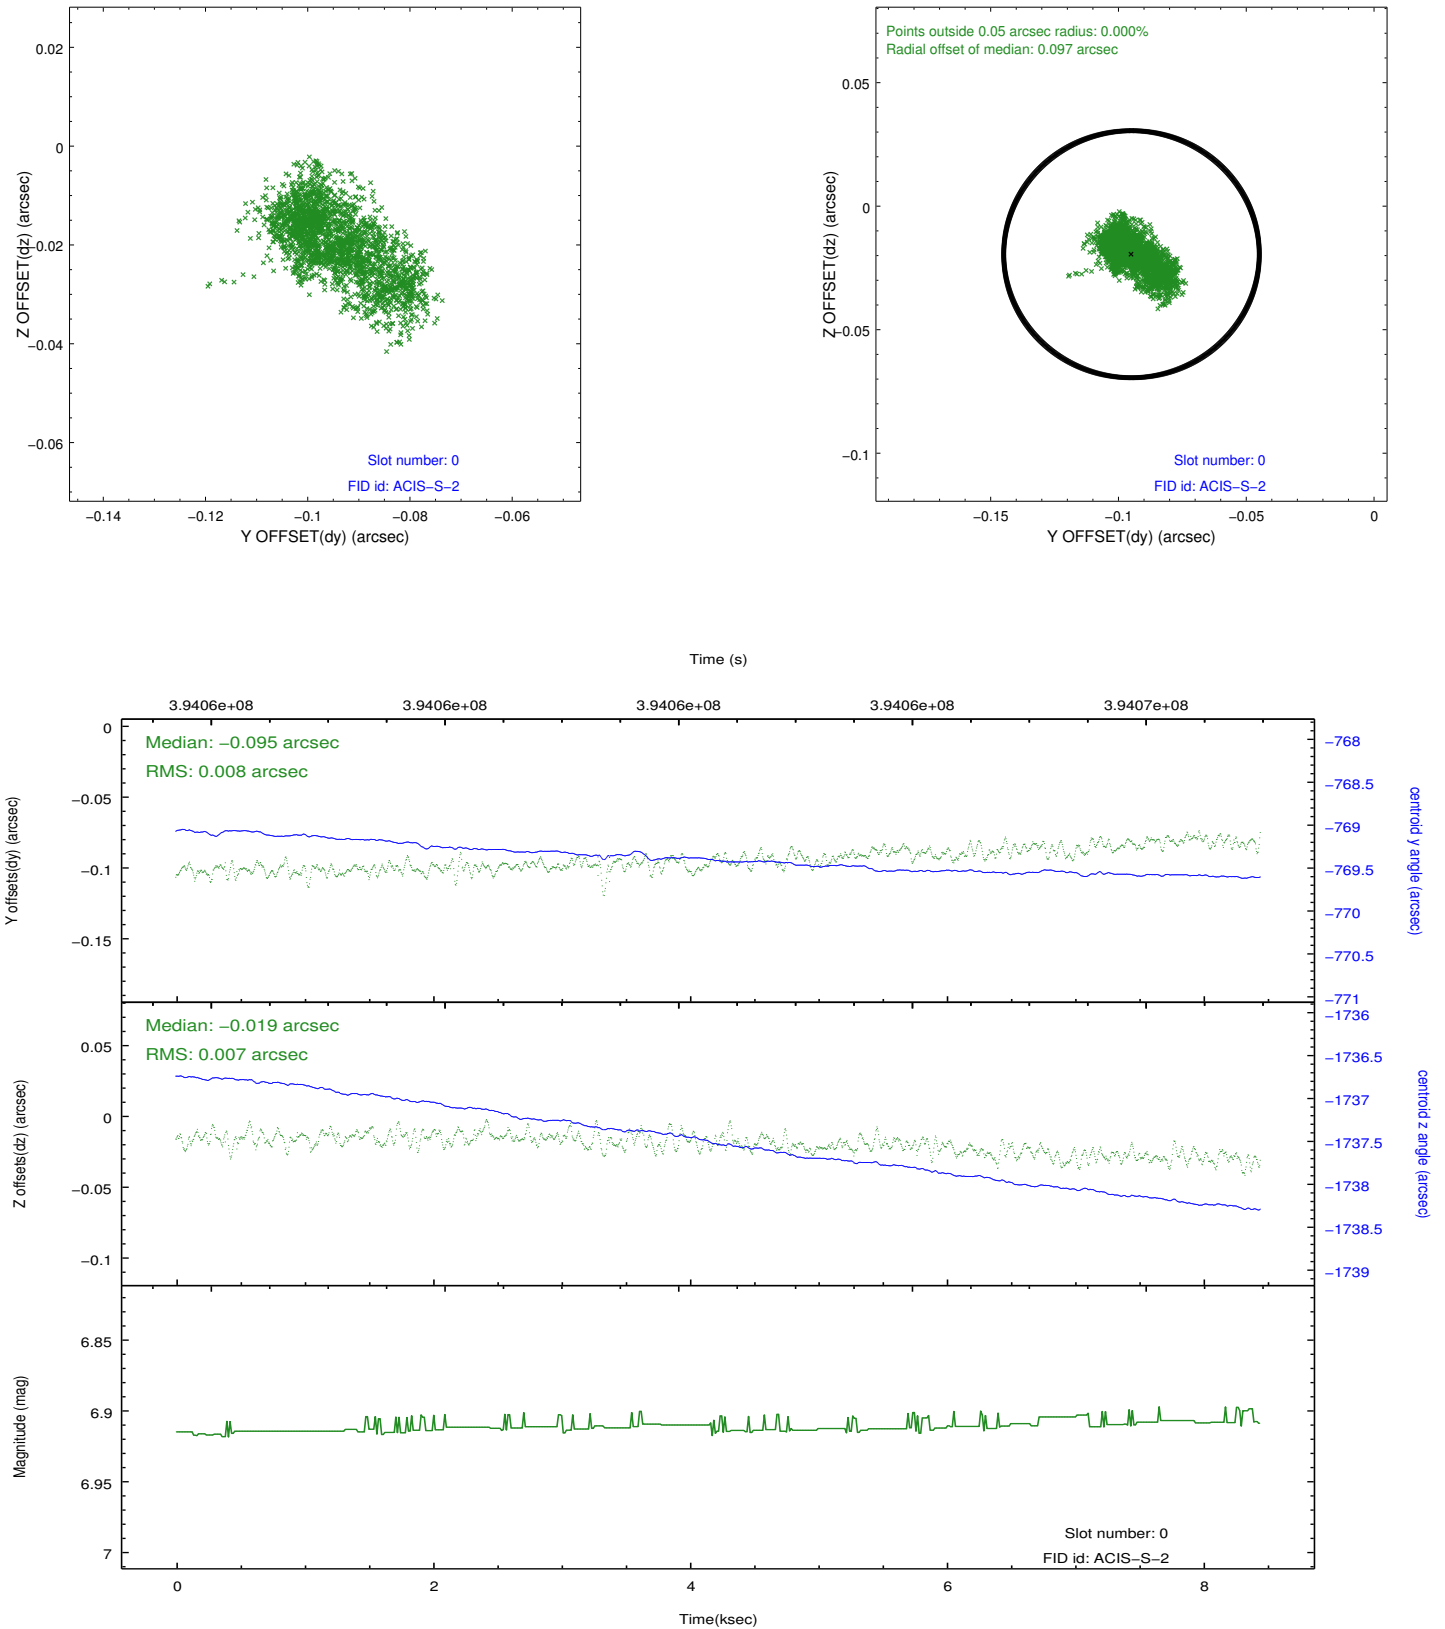 0.02
0
−0.02
−0.04
−0.06
Z OFFSET(dz) (arcsec)
Slot number: 0
FID id: ACIS−S−2
−0.14
−0.12
−0.1
−0.08
−0.06
Y OFFSET(dy) (arcsec)
Points outside 0.05 arcsec radius: 0.000%
Radial offset of median: 0.097 arcsec
0.05
0
−0.05
−0.1
Z OFFSET(dz) (arcsec)
Slot number: 0
FID id: ACIS−S−2
−0.15
−0.1
−0.05
0
Y OFFSET(dy) (arcsec)
Time (s)
3.9406e+08
3.9406e+08
3.9406e+08
3.9406e+08
3.9407e+08
Median: −0.095 arcsec
RMS: 0.008 arcsec
0
−0.05
−0.1
−0.15
Y offsets(dy) (arcsec)
−768
−768.5
−769
−769.5
−770
−770.5
−771
centroid y angle (arcsec)
Median: −0.019 arcsec
RMS: 0.007 arcsec
0.05
0
−0.05
−0.1
Z offsets(dz) (arcsec)
−1736
−1736.5
−1737
−1737.5
−1738
−1738.5
−1739
centroid z angle (arcsec)
6.85
6.9
6.95
7
Magnitude (mag)
Slot number: 0
FID id: ACIS−S−2
0
2
4
6
8
Time(ksec)